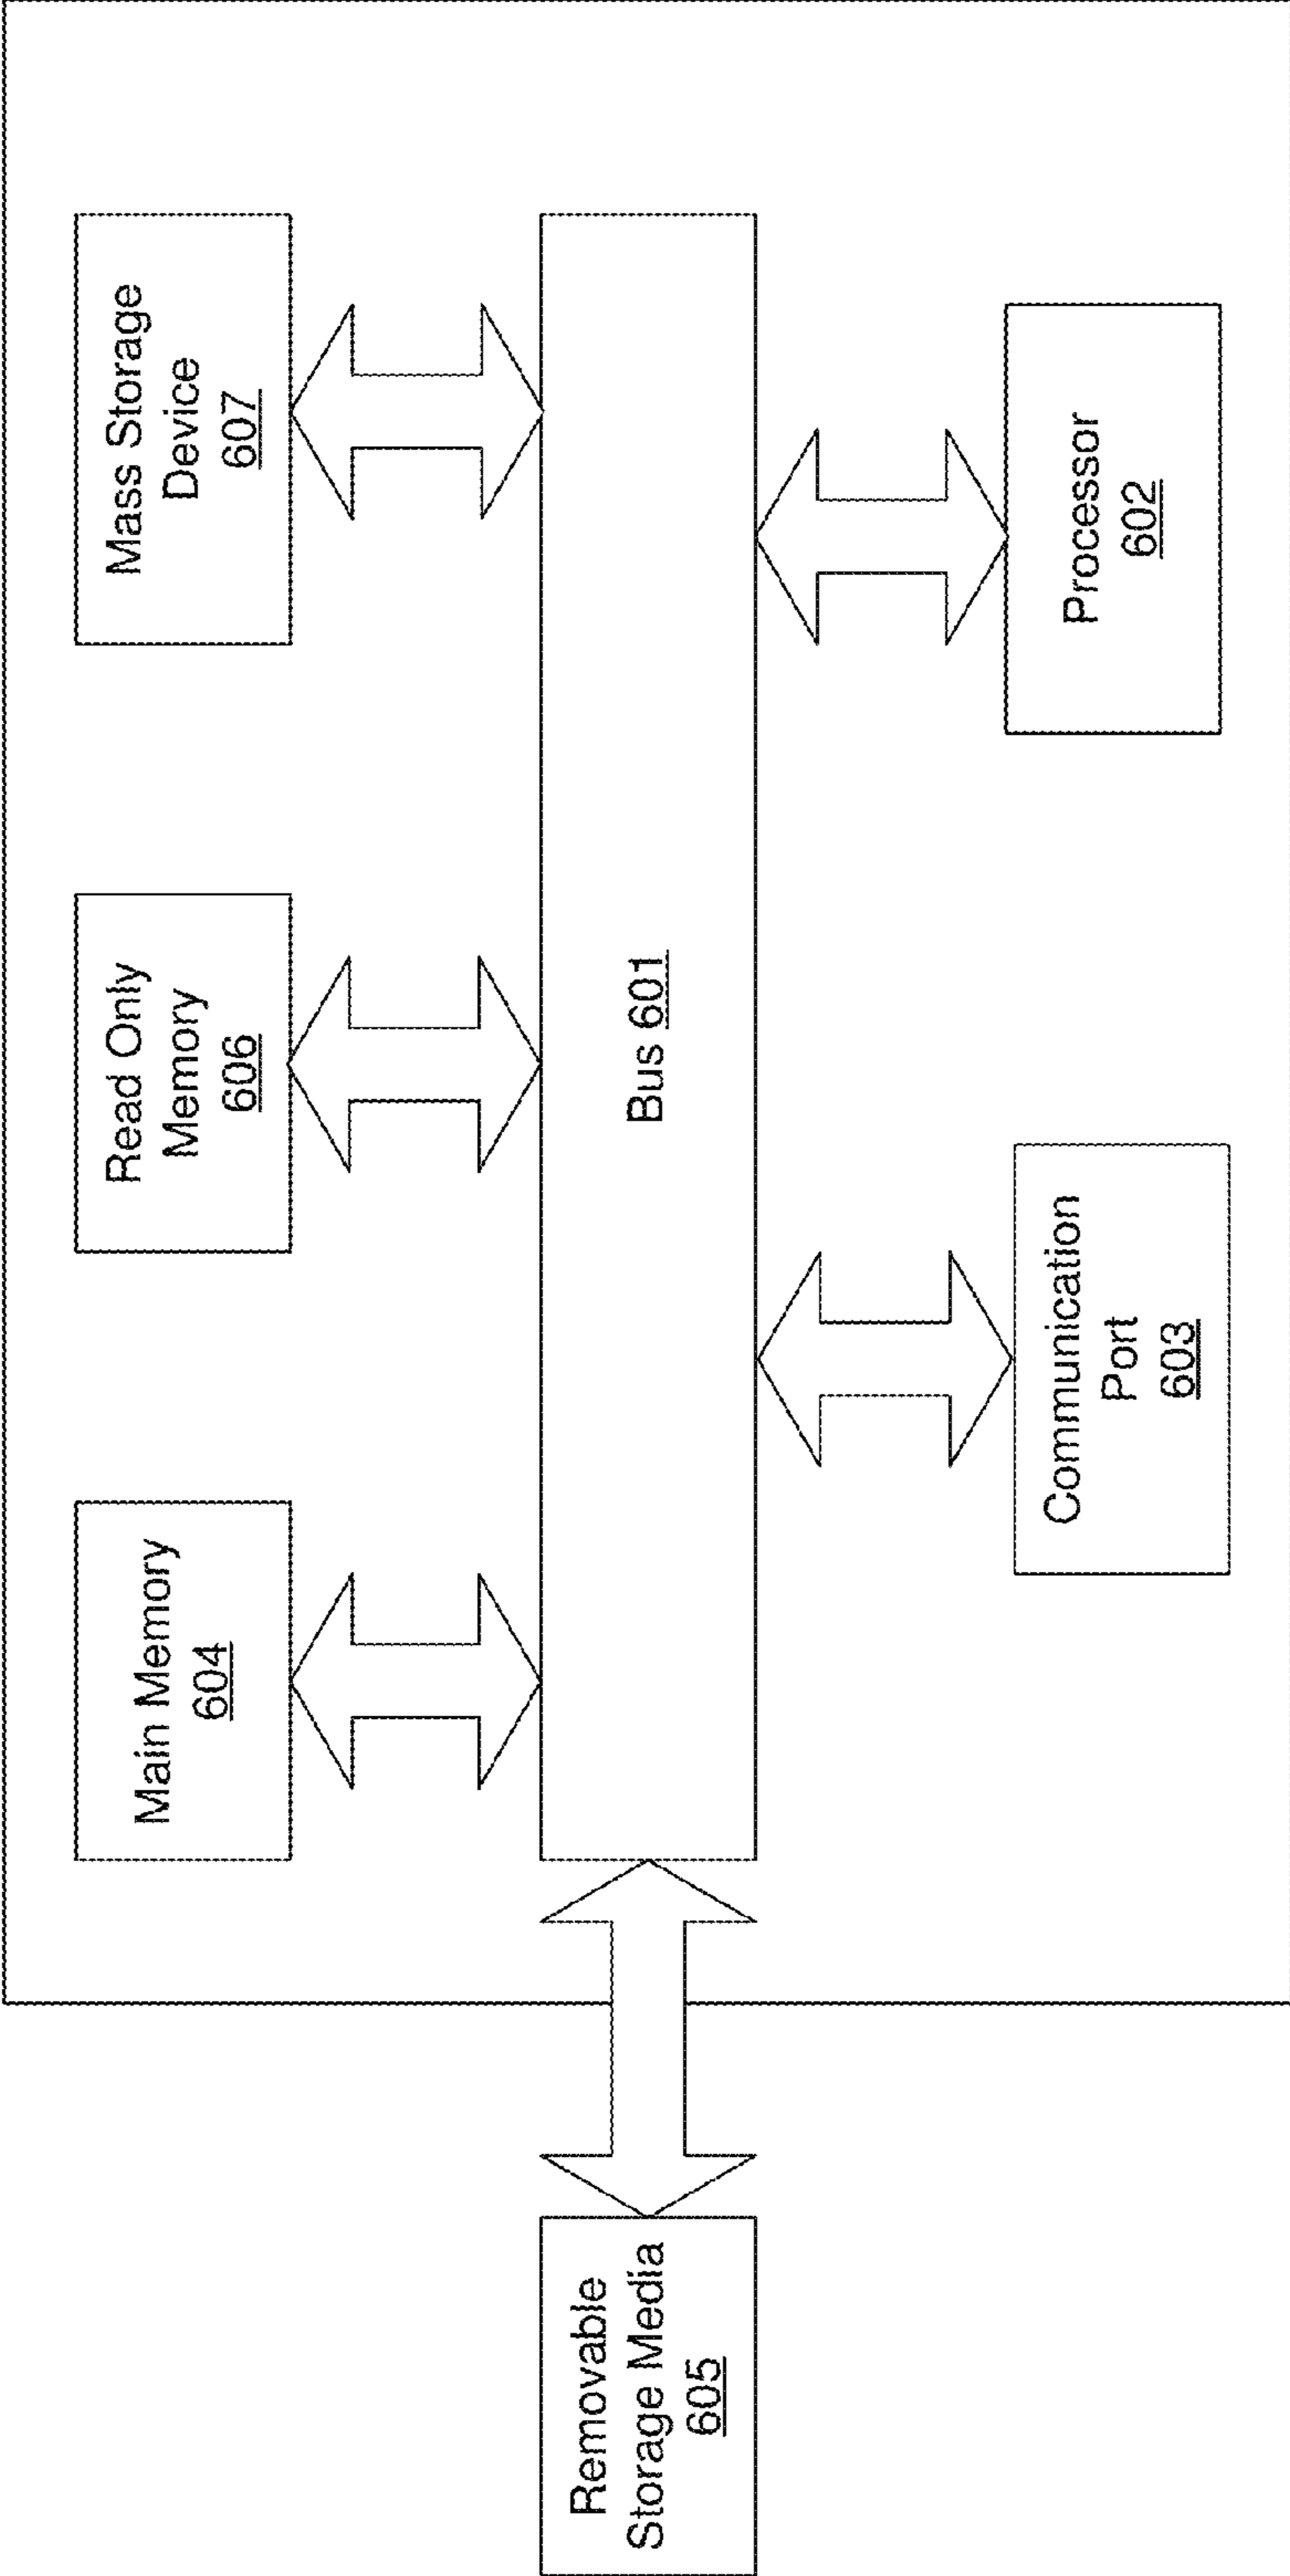 Main Memory
604
Read Only
Memory
606
Mass Storage
Device
607
Removable
Storage Media
605
Bus 601
Communication
Port
603
Processor
602